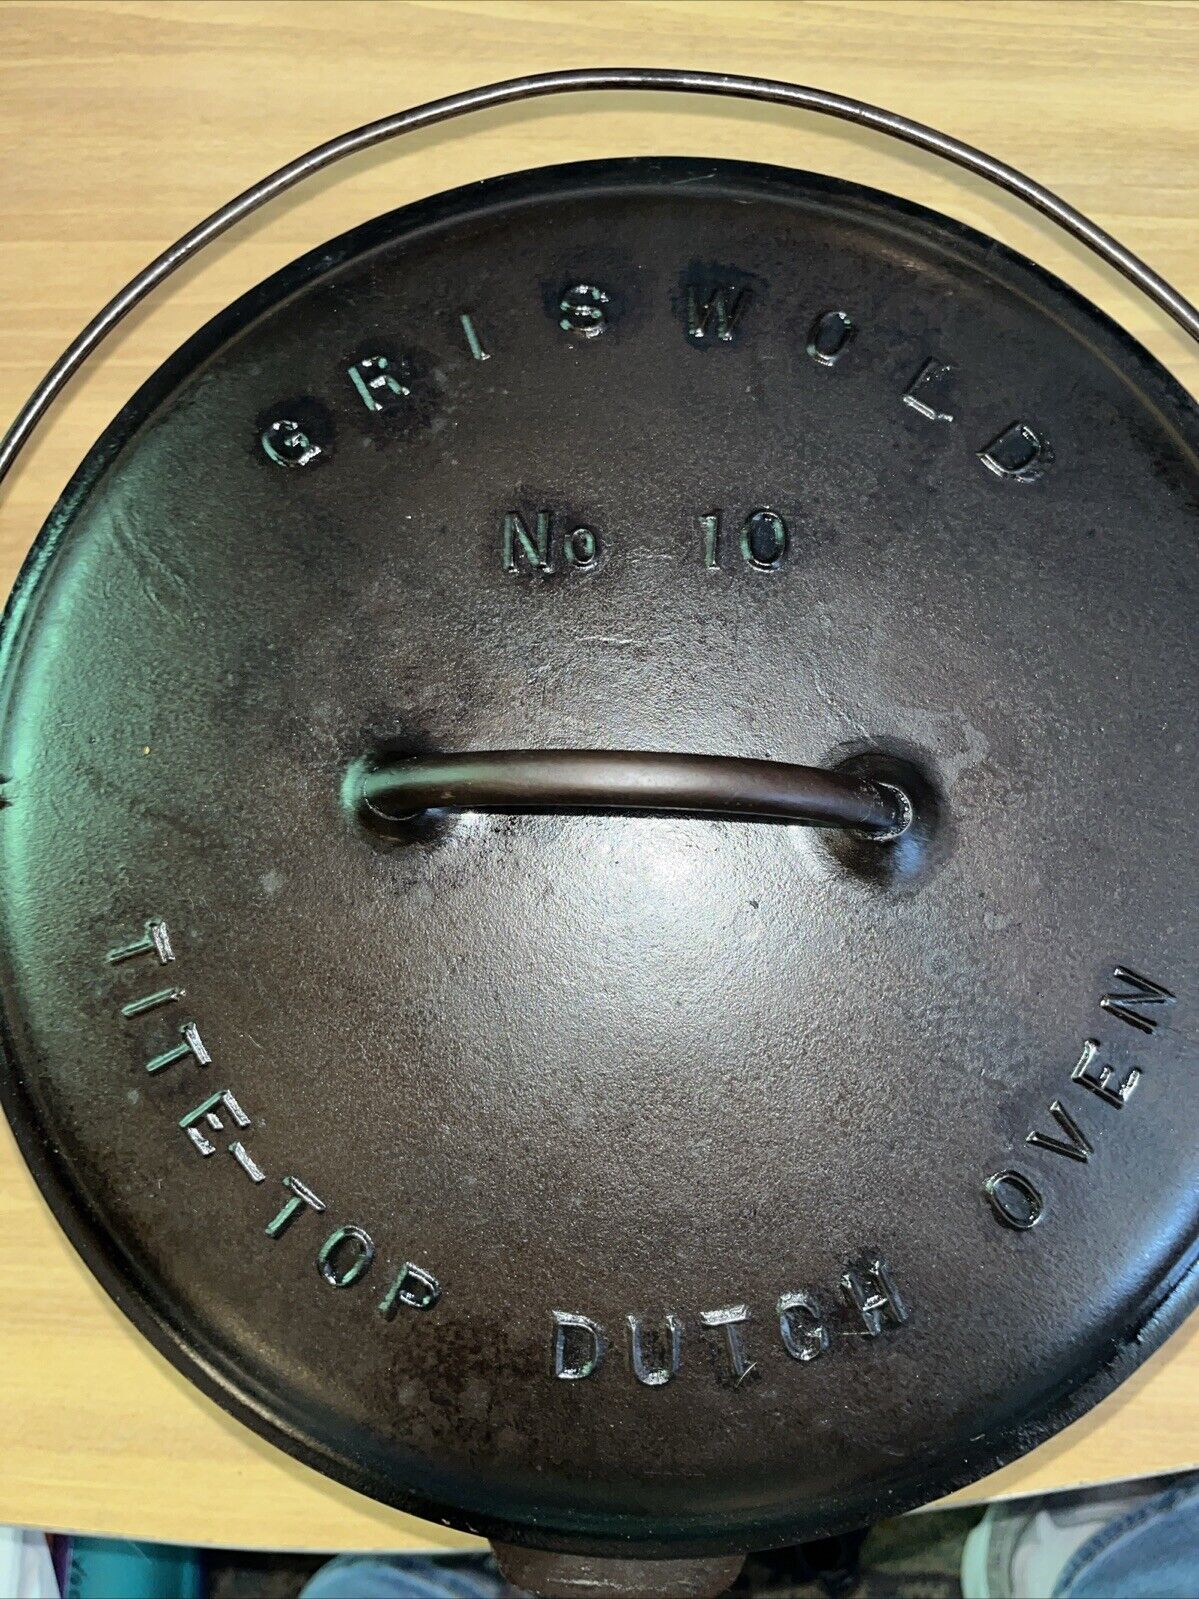 GRISWOLD
No 10
TITE-TOP DUTCH OVEN